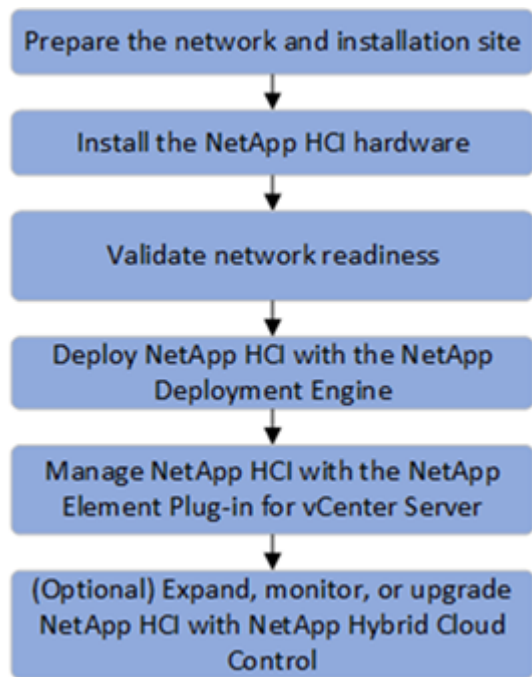 Prepare the network and installation site
Install the NetApp HCI hardware
Validate network readiness
Deploy NetApp HCI with the NetApp
Deployment Engine
Manage NetApp HCI with the NetApp
Element Plug-in for vCenter Server
(Optional) Expand, monitor, or upgrade
NetApp HCI with NetApp Hybrid Cloud
Control